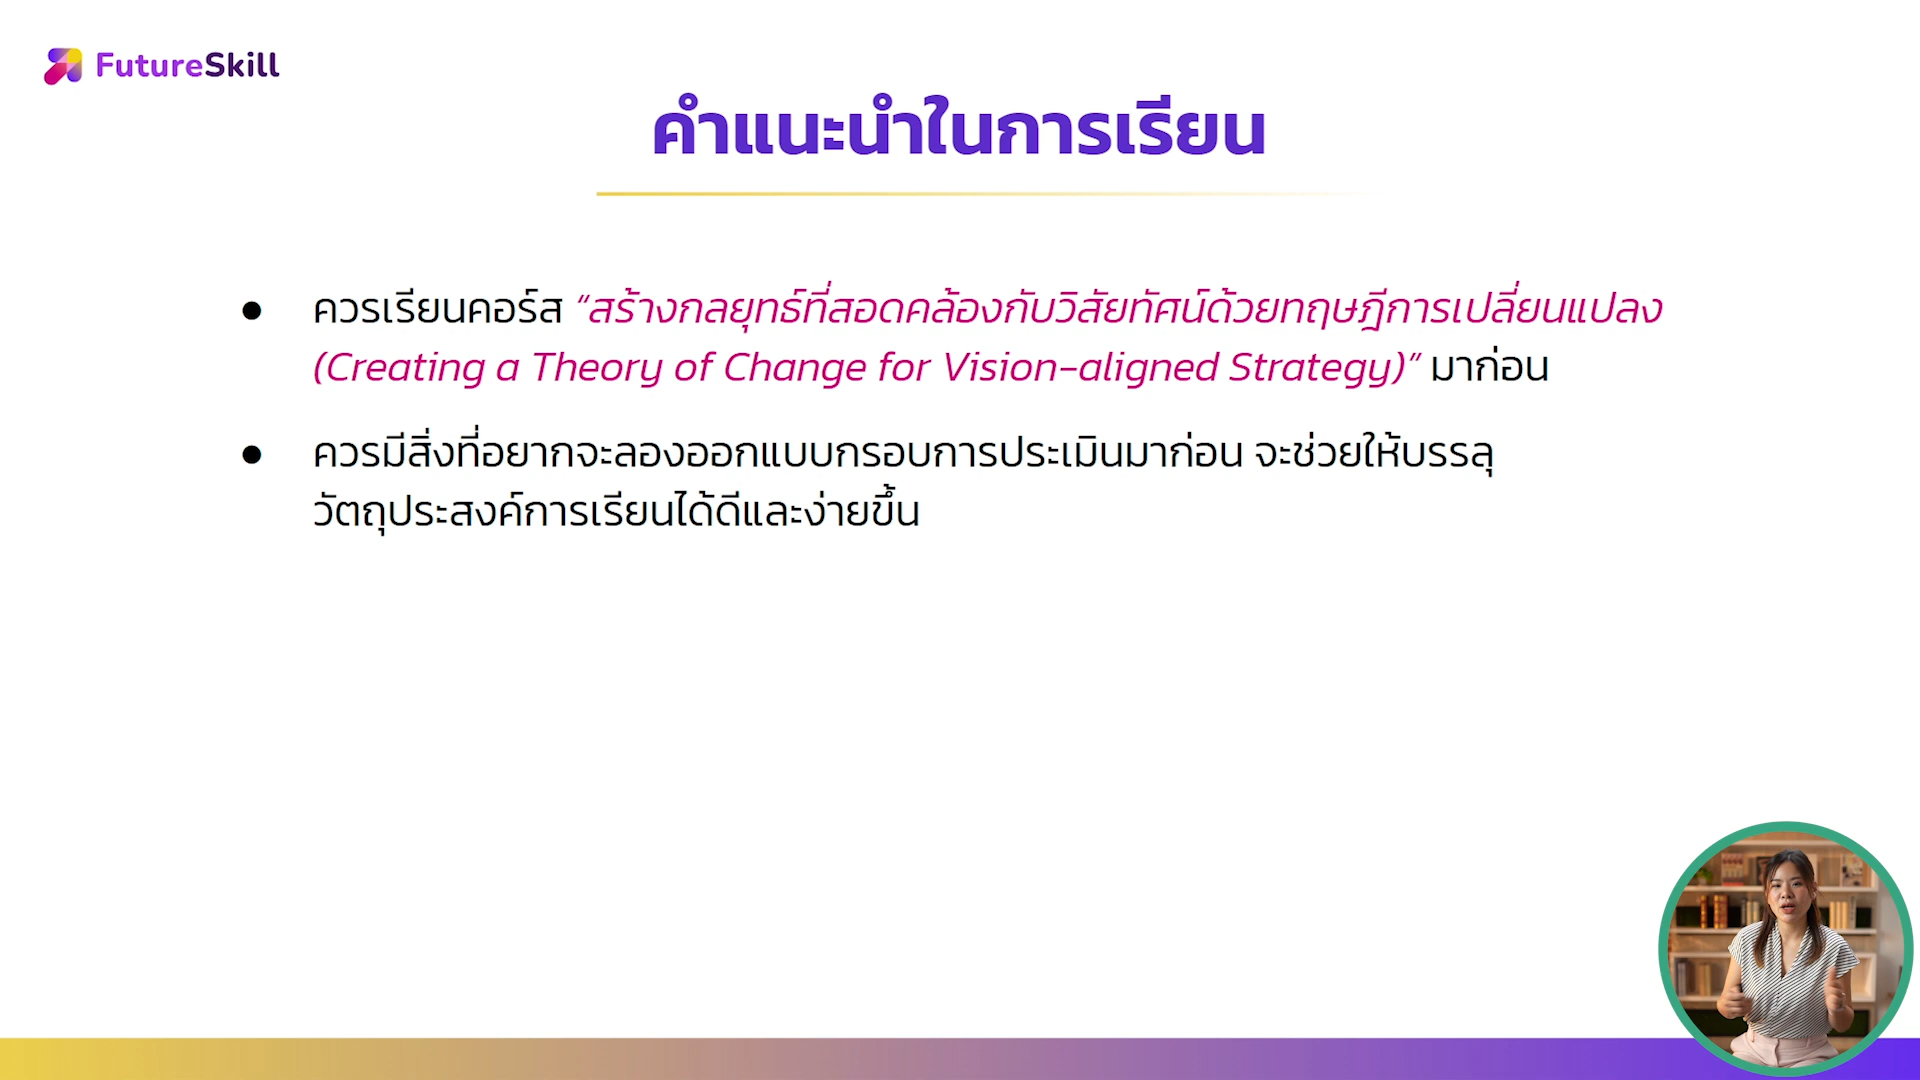 FutureSkill
คำแนะนำในการเรียน
● ควรเรียนคอร์ส “สร้างกลยุทธ์ที่สอดคล้องกับวิสัยทัศน์ด้วยทฤษฎีการเปลี่ยนแปลง
(Creating a Theory of Change for Vision-aligned Strategy)” มาก่อน
● ควรมีสิ่งที่อยากจะลองออกแบบกรอบการประเมินมาก่อน จะช่วยให้บรรลุ
วัตถุประสงค์การเรียนได้ดีและง่ายขึ้น